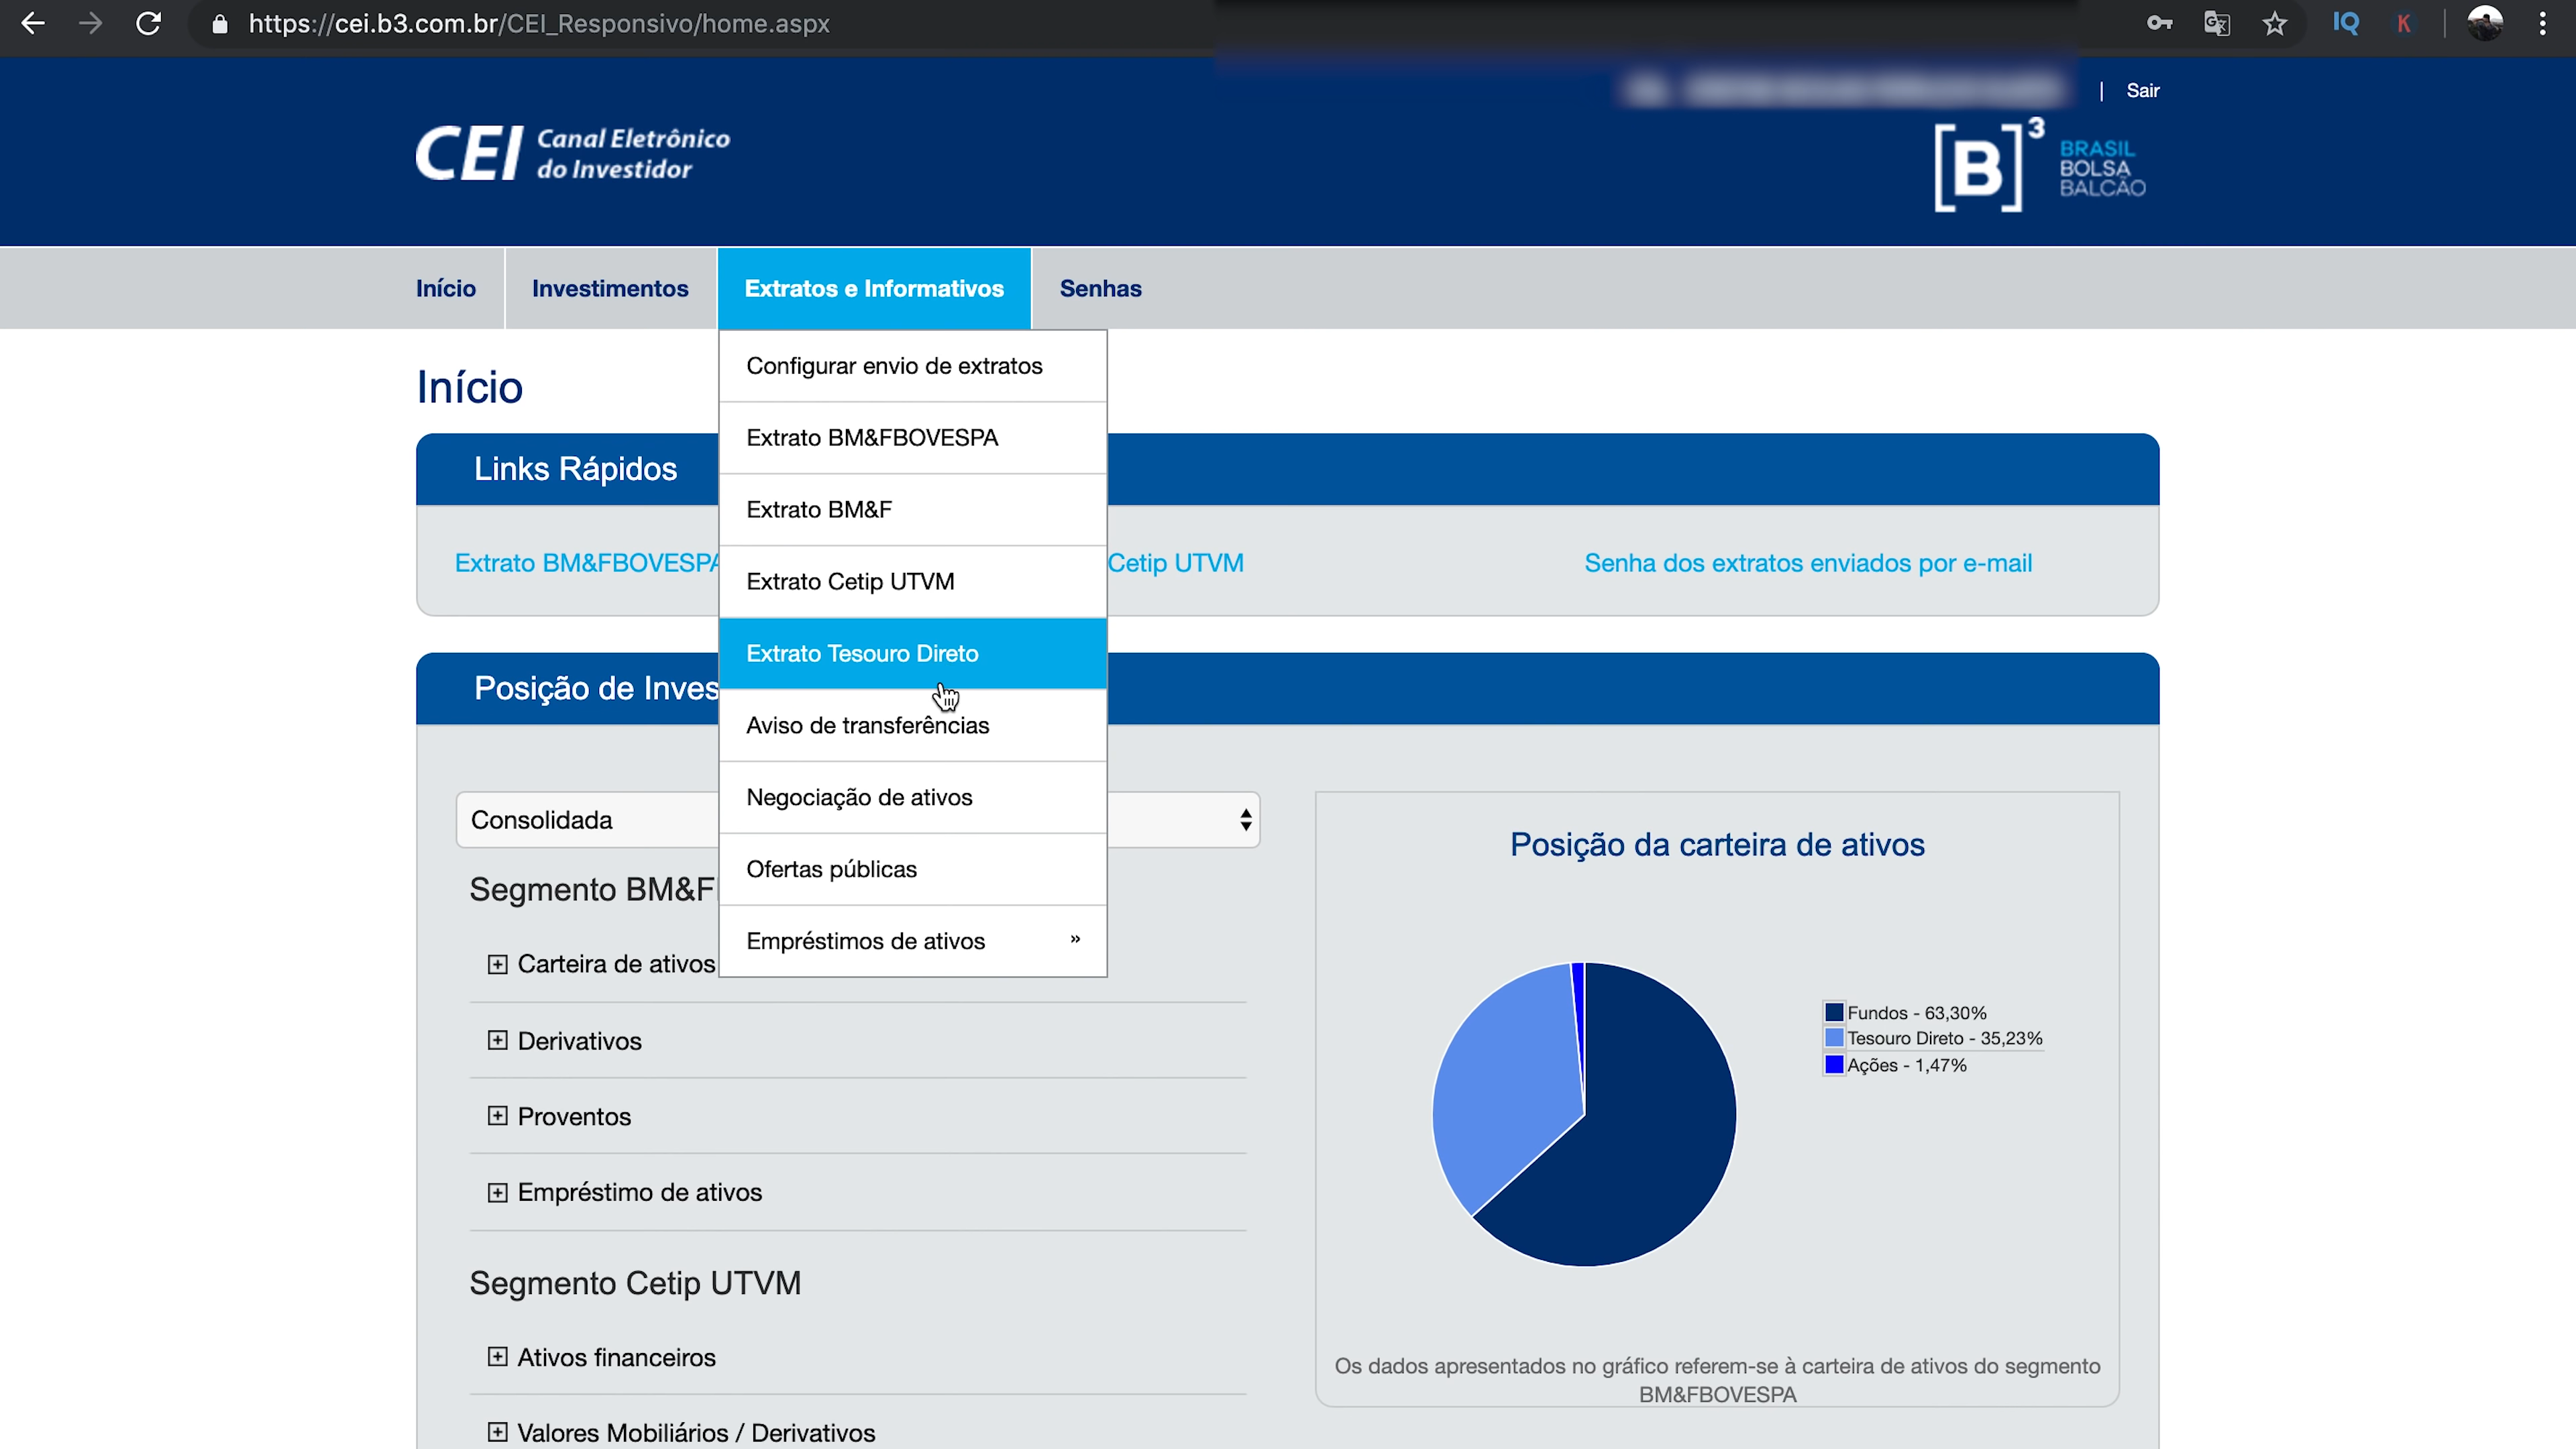 https://cei.b3.com.br/CEI_Responsivo/home.aspx
IQ
K
| Sair
CEI Canal Eletrônico
do Investidor
[B]³ BRASIL
BOLSA
BALCÃO
Início
Investimentos
Extratos e Informativos
Senhas
Configurar envio de extratos
Extrato BM&FBOVESPA
Extrato BM&F
Extrato Cetip UTVM
Extrato Tesouro Direto
Aviso de transferências
Negociação de ativos
Ofertas públicas
Empréstimos de ativos »
Início
Links Rápidos
Extrato BM&FBOVESPA
Cetip UTVM
Senha dos extratos enviados por e-mail
Posição de Inves
Consolidada
Segmento BM&F
Carteira de ativos
Derivativos
Proventos
Empréstimo de ativos
Segmento Cetip UTVM
Ativos financeiros
Valores Mobiliários / Derivativos
Posição da carteira de ativos
Fundos - 63,30%
Tesouro Direto - 35,23%
Ações - 1,47%
Os dados apresentados no gráfico referem-se à carteira de ativos do segmento
BM&FBOVESPA